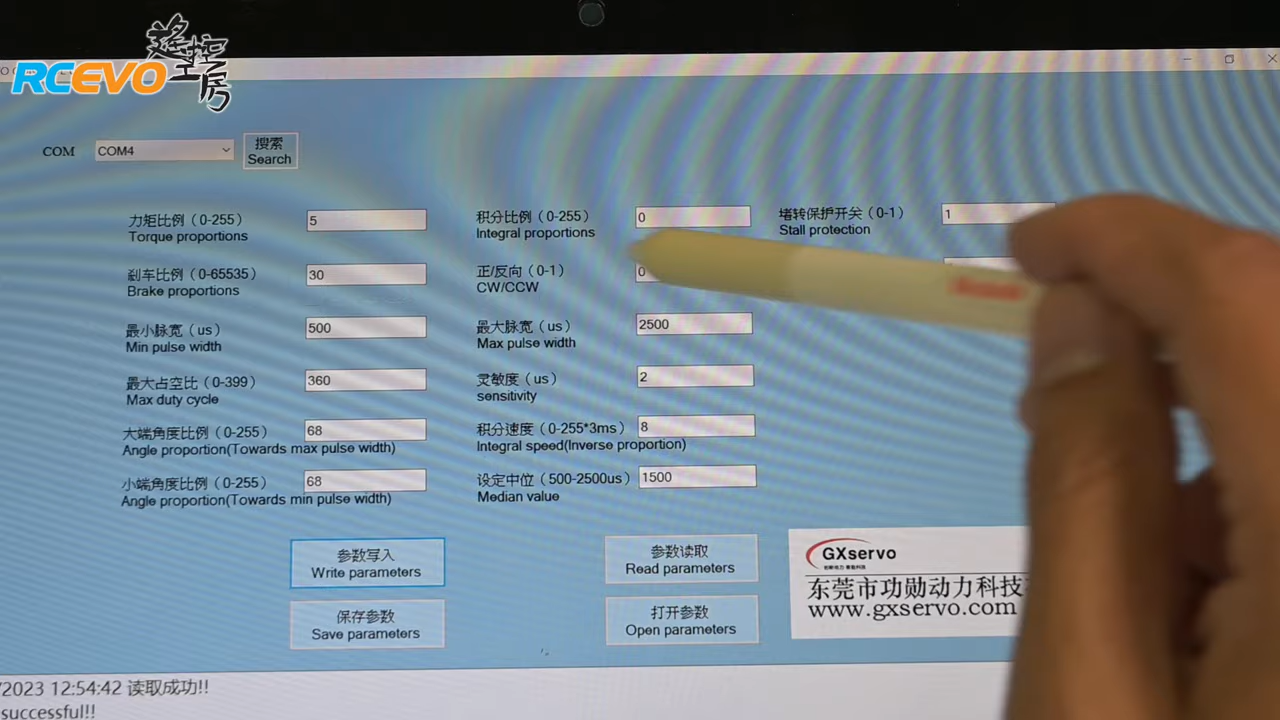 遙控工房
RCEVO
COM
COM4
搜索
Search
力矩比例（0-255）
Torque proportions
5
积分比例（0-255）
Integral proportions
0
堵转保护开关（0-1）
Stall protection
1
刹车比例（0-65535）
Brake proportions
30
正/反向（0-1）
CW/CCW
0
最小脉宽（us）
Min pulse width
500
最大脉宽（us）
Max pulse width
2500
最大占空比（0-399）
Max duty cycle
360
灵敏度（us）
sensitivity
2
大端角度比例（0-255）
Angle proportion(Towards max pulse width)
68
积分速度（0-255*3ms）
Integral speed(Inverse proportion)
8
小端角度比例（0-255）
Angle proportion(Towards min pulse width)
68
设定中位（500-2500us）
Median value
1500
参数写入
Write parameters
参数读取
Read parameters
保存参数
Save parameters
打开参数
Open parameters
GXservo
东莞市功勋动力科技
www.gxservo.com
/2023 12:54:42 读取成功!!
successful!!